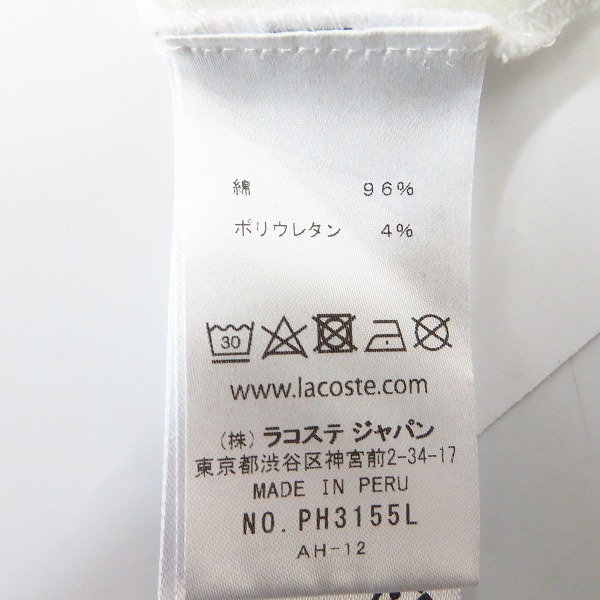 綿 96%
ポリウレタン 4%
30
www.lacoste.com
(株) ラコステ ジャパン
東京都渋谷区神宮前2-34-17
MADE IN PERU
NO. PH3155L
AH-12